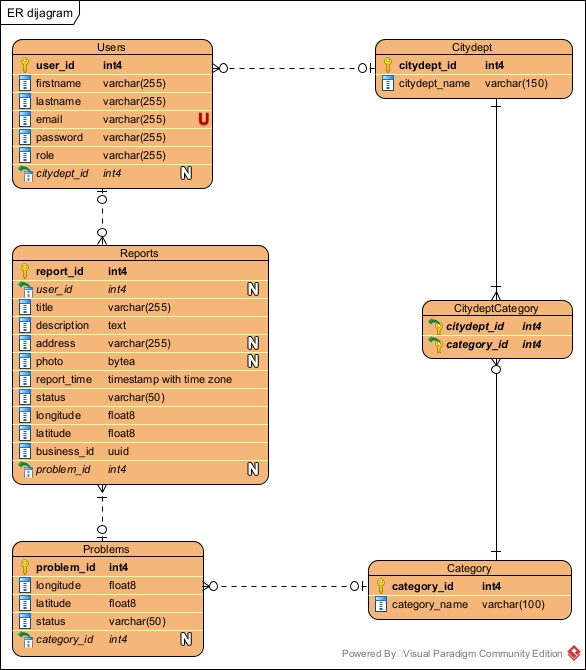 ER dijagram
Users
user_id int4
firstname varchar(255)
lastname varchar(255)
email varchar(255) U
password varchar(255)
role varchar(255)
citydept_id int4 N
Citydept
citydept_id int4
citydept_name varchar(150)
Reports
report_id int4
user_id int4 N
title varchar(255)
description text
address varchar(255) N
photo bytea N
report_time timestamp with time zone
status varchar(50)
longitude float8
latitude float8
business_id uuid
problem_id int4 N
CitydeptCategory
citydept_id int4
category_id int4
Problems
problem_id int4
longitude float8
latitude float8
status varchar(50)
category_id int4 N
Category
category_id int4
category_name varchar(100)
Powered By Visual Paradigm Community Edition